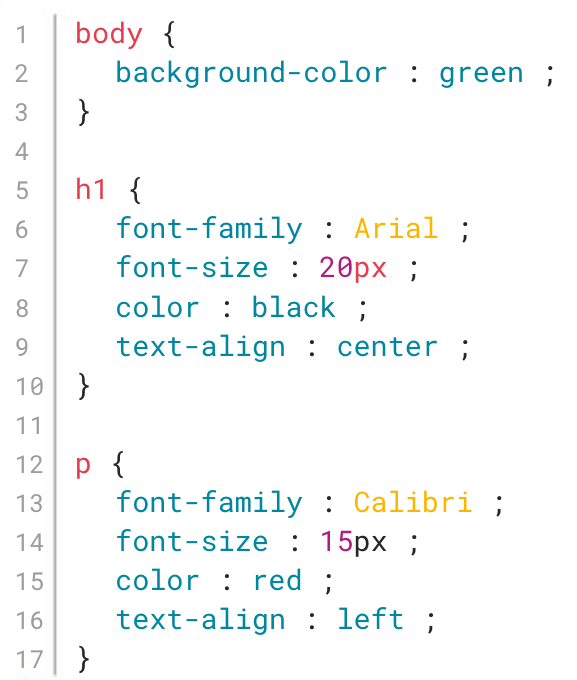 1 body {
2 background-color : green ;
3 }
4
5 h1 {
6 font-family : Arial ;
7 font-size : 20px ;
8 color : black ;
9 text-align : center ;
10 }
11
12 p {
13 font-family : Calibri ;
14 font-size : 15px ;
15 color : red ;
16 text-align : left ;
17 }